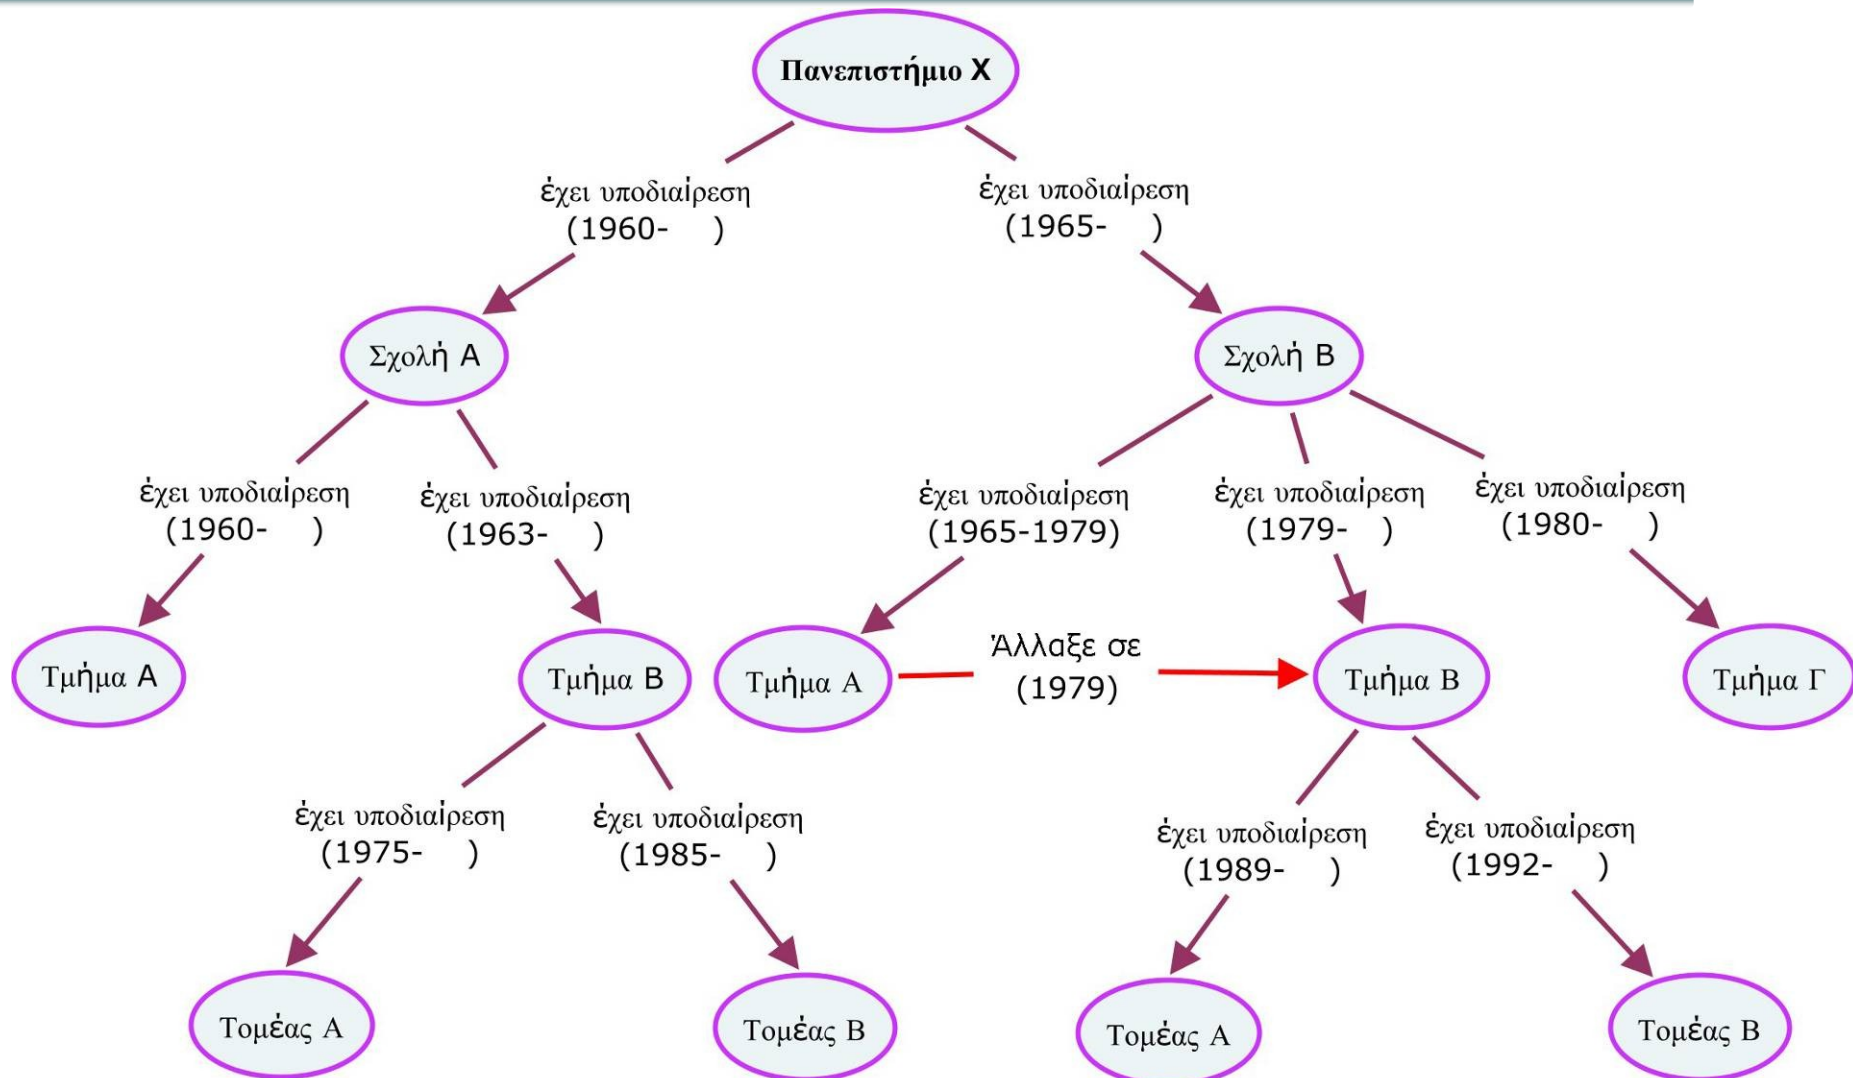 Πανεπιστήμιο X
έχει υποδιαίρεση
(1960- )
έχει υποδιαίρεση
(1965- )
Σχολή A
Σχολή Β
έχει υποδιαίρεση
(1960- )
έχει υποδιαίρεση
(1963- )
έχει υποδιαίρεση
(1965-1979)
έχει υποδιαίρεση
(1979- )
έχει υποδιαίρεση
(1980- )
Τμήμα A
Τμήμα B
Τμήμα Α
Άλλαξε σε
(1979)
Τμήμα Β
Τμήμα Γ
έχει υποδιαίρεση
(1975- )
έχει υποδιαίρεση
(1985- )
έχει υποδιαίρεση
(1989- )
έχει υποδιαίρεση
(1992- )
Τομέας Α
Τομέας Β
Τομέας Α
Τομέας Β